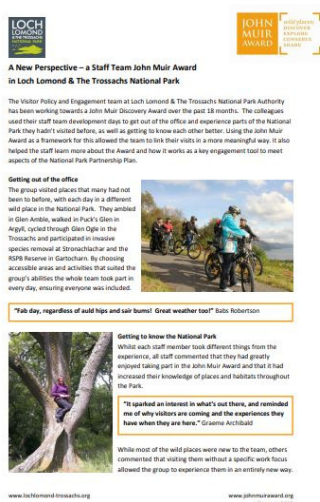 LOCH
LOMOND
& THE TROSSACHS
NATIONAL PARK
JOHN
MUIR
AWARD
wild places
DISCOVER
EXPLORE
CONSERVE
SHARE
A New Perspective – a Staff Team John Muir Award
in Loch Lomond & The Trossachs National Park
The Visitor Policy and Engagement team at Loch Lomond & The Trossachs National Park Authority
has been working towards a John Muir Discovery Award over the past 18 months. The colleagues
used their staff team development days to get out of the office and experience parts of the National
Park they hadn't visited before, as well as getting to know each other better. Using the John Muir
Award as a framework for this allowed the team to link their visits in a more meaningful way. It also
helped the staff learn more about the Award and how it works as a key engagement tool to meet
aspects of the National Park Partnership Plan.
Getting out of the office
The group visited places that many had not
been to before, with each day in a different
wild place in the National Park. They ambled
in Glen Amble, walked in Puck's Glen in
Argyll, cycled through Glen Ogle in the
Trossachs and participated in invasive
species removal at Stronachlachar and the
RSPB Reserve in Gartocharn. By choosing
accessible areas and activities that suited the
group's abilities the whole team took part in
every day, ensuring everyone was included.
"Fab day, regardless of auld hips and sair bums! Great weather too!" Babs Robertson
Getting to know the National Park
Whilst each staff member took different things from the
experience, all staff commented that they had greatly
enjoyed taking part in the John Muir Award and that it had
increased their knowledge of places and habitats throughout
the Park.
"It sparked an interest in what's out there, and reminded
me of why visitors are coming and the experiences they
have when they are here." Graeme Archibald
While most of the wild places were new to the team, others
commented that visiting them without a specific work focus
allowed the group to experience them in an entirely new way.
www.lochlomond-trossachs.org
www.johnmuiraward.org